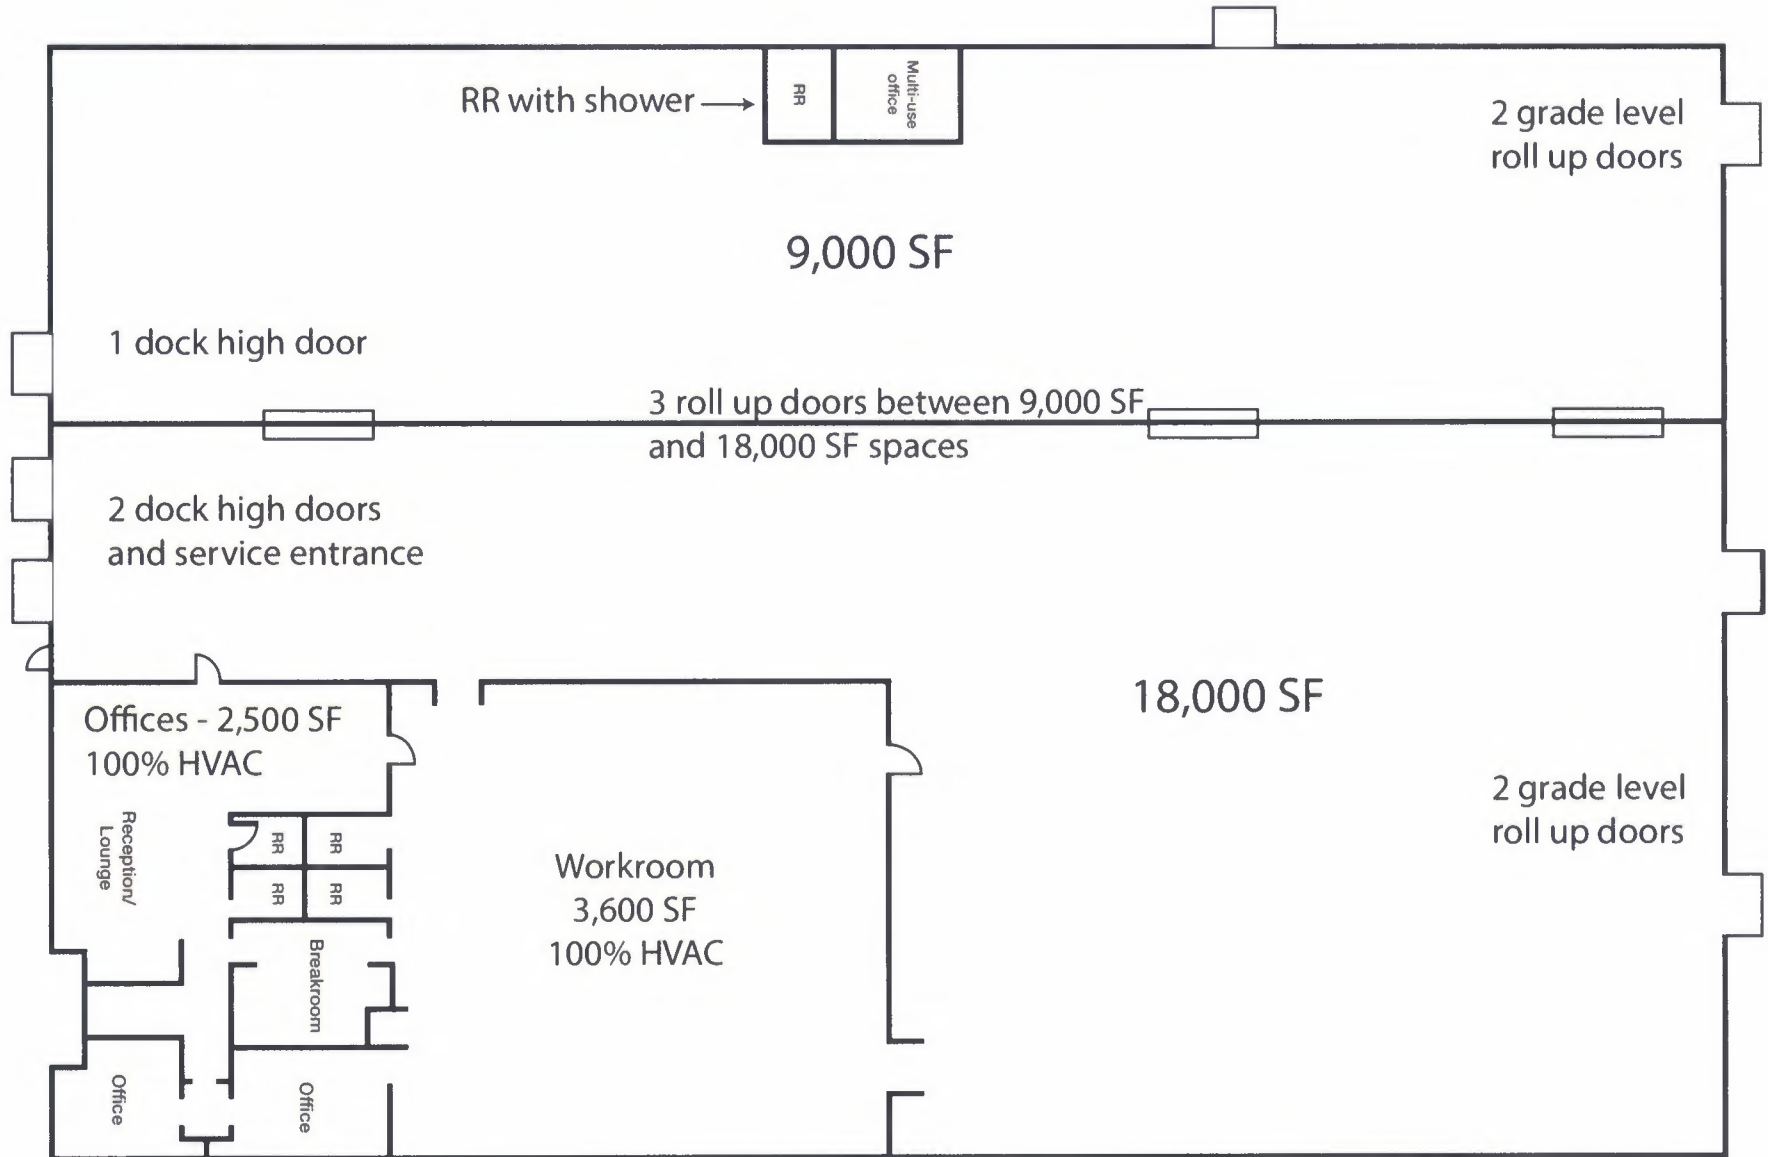 RR with shower
RR
Multi-use
office
2 grade level
roll up doors
9,000 SF
1 dock high door
3 roll up doors between 9,000 SF
and 18,000 SF spaces
2 dock high doors
and service entrance
18,000 SF
Offices - 2,500 SF
100% HVAC
2 grade level
roll up doors
Reception/
Lounge
RR
RR
RR
RR
Workroom
3,600 SF
100% HVAC
Breakroom
Office
Office